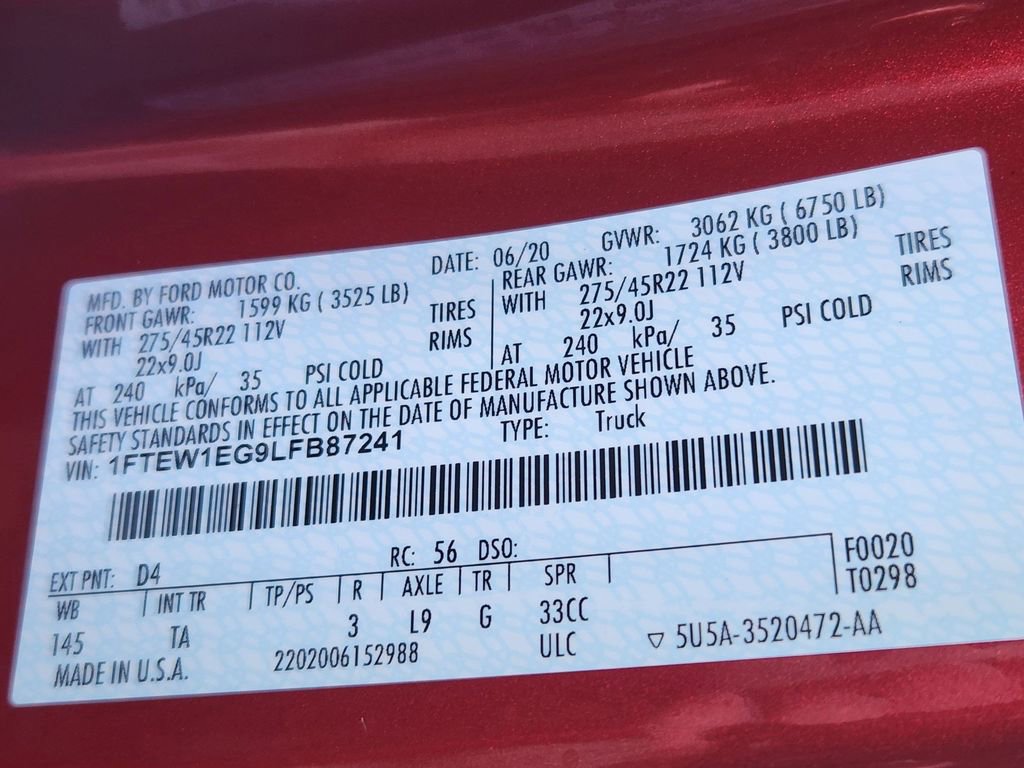 MFD. BY FORD MOTOR CO.
DATE: 06/20
GVWR: 3062 KG ( 6750 LB)
FRONT GAWR: 1599 KG ( 3525 LB)
WITH 275/45R22 112V TIRES
22x9.0J RIMS
AT 240 kPa/ 35 PSI COLD
REAR GAWR: 1724 KG ( 3800 LB)
WITH 275/45R22 112V TIRES
22x9.0J RIMS
AT 240 kPa/ 35 PSI COLD
THIS VEHICLE CONFORMS TO ALL APPLICABLE FEDERAL MOTOR VEHICLE
SAFETY STANDARDS IN EFFECT ON THE DATE OF MANUFACTURE SHOWN ABOVE.
VIN: 1FTEW1EG9LFB87241 TYPE: Truck
EXT PNT: D4 RC: 56 DSO:
WB INT TR TP/PS R AXLE TR SPR
F0020
T0298
145 TA 3 L9 G 33CC
ULC
MADE IN U.S.A. 2202006152988
▽ 5U5A-3520472-AA